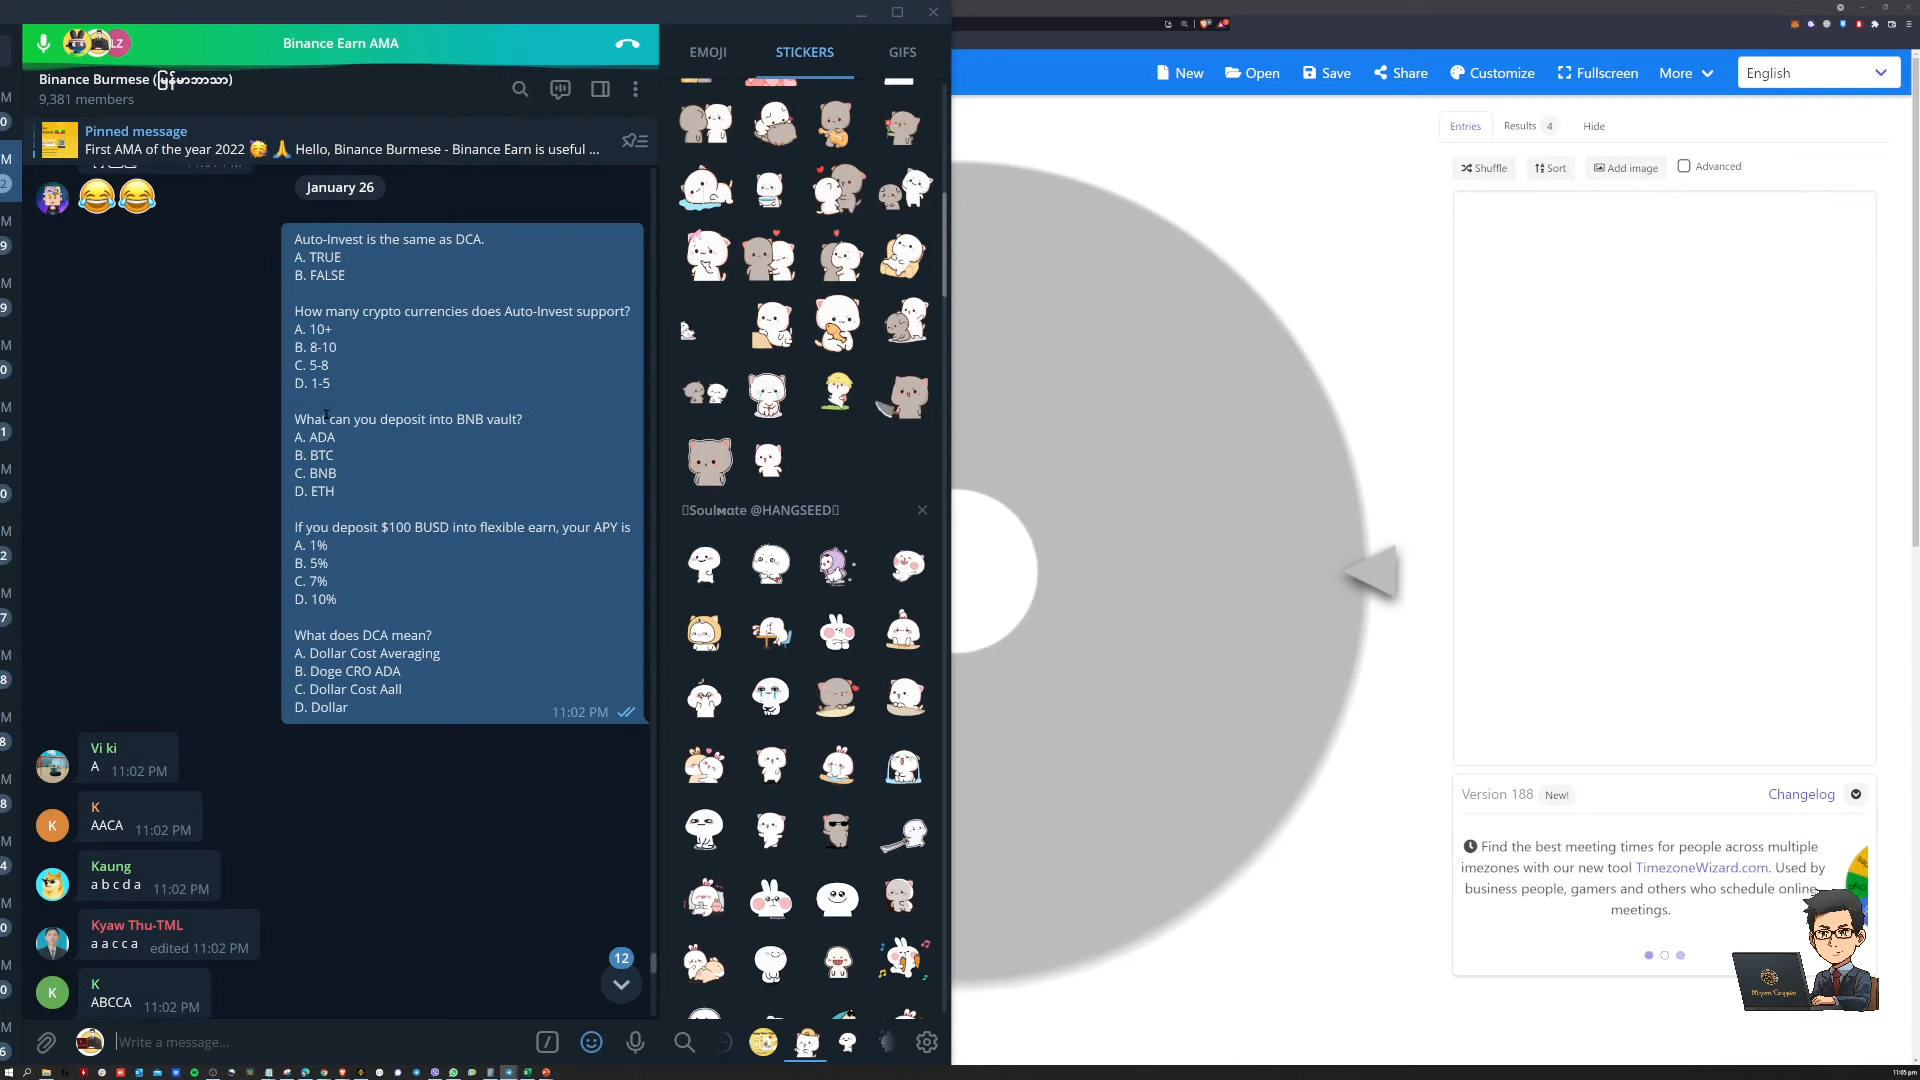 Binance Earn AMA
LZ
Binance Burmese (မြန်မာဘာသာ)
9,381 members
Pinned message
First AMA of the year 2022 🥳 🙏 Hello, Binance Burmese - Binance Earn is useful ...
January 26
Auto-Invest is the same as DCA.
A. TRUE
B. FALSE
How many crypto currencies does Auto-Invest support?
A. 10+
B. 8-10
C. 5-8
D. 1-5
What can you deposit into BNB vault?
A. ADA
B. BTC
C. BNB
D. ETH
If you deposit $100 BUSD into flexible earn, your APY is
A. 1%
B. 5%
C. 7%
D. 10%
What does DCA mean?
A. Dollar Cost Averaging
B. Doge CRO ADA
C. Dollar Cost Aall
D. Dollar
11:02 PM
Vi ki
A 11:02 PM
K
K
AACA 11:02 PM
Kaung
a b c d a 11:02 PM
Kyaw Thu-TML
a a c c a edited 11:02 PM
K
K
ABCCA 11:02 PM
12
Write a message...
EMOJI STICKERS GIFS
Soulmate @HANGSEED
New Open Save Share Customize Fullscreen More English
Entries Results 4 Hide
Shuffle Sort Add image Advanced
Version 188 New! Changelog
Find the best meeting times for people across multiple
imezones with our new tool TimezoneWizard.com. Used by
business people, gamers and others who schedule online
meetings.
11:05 pm